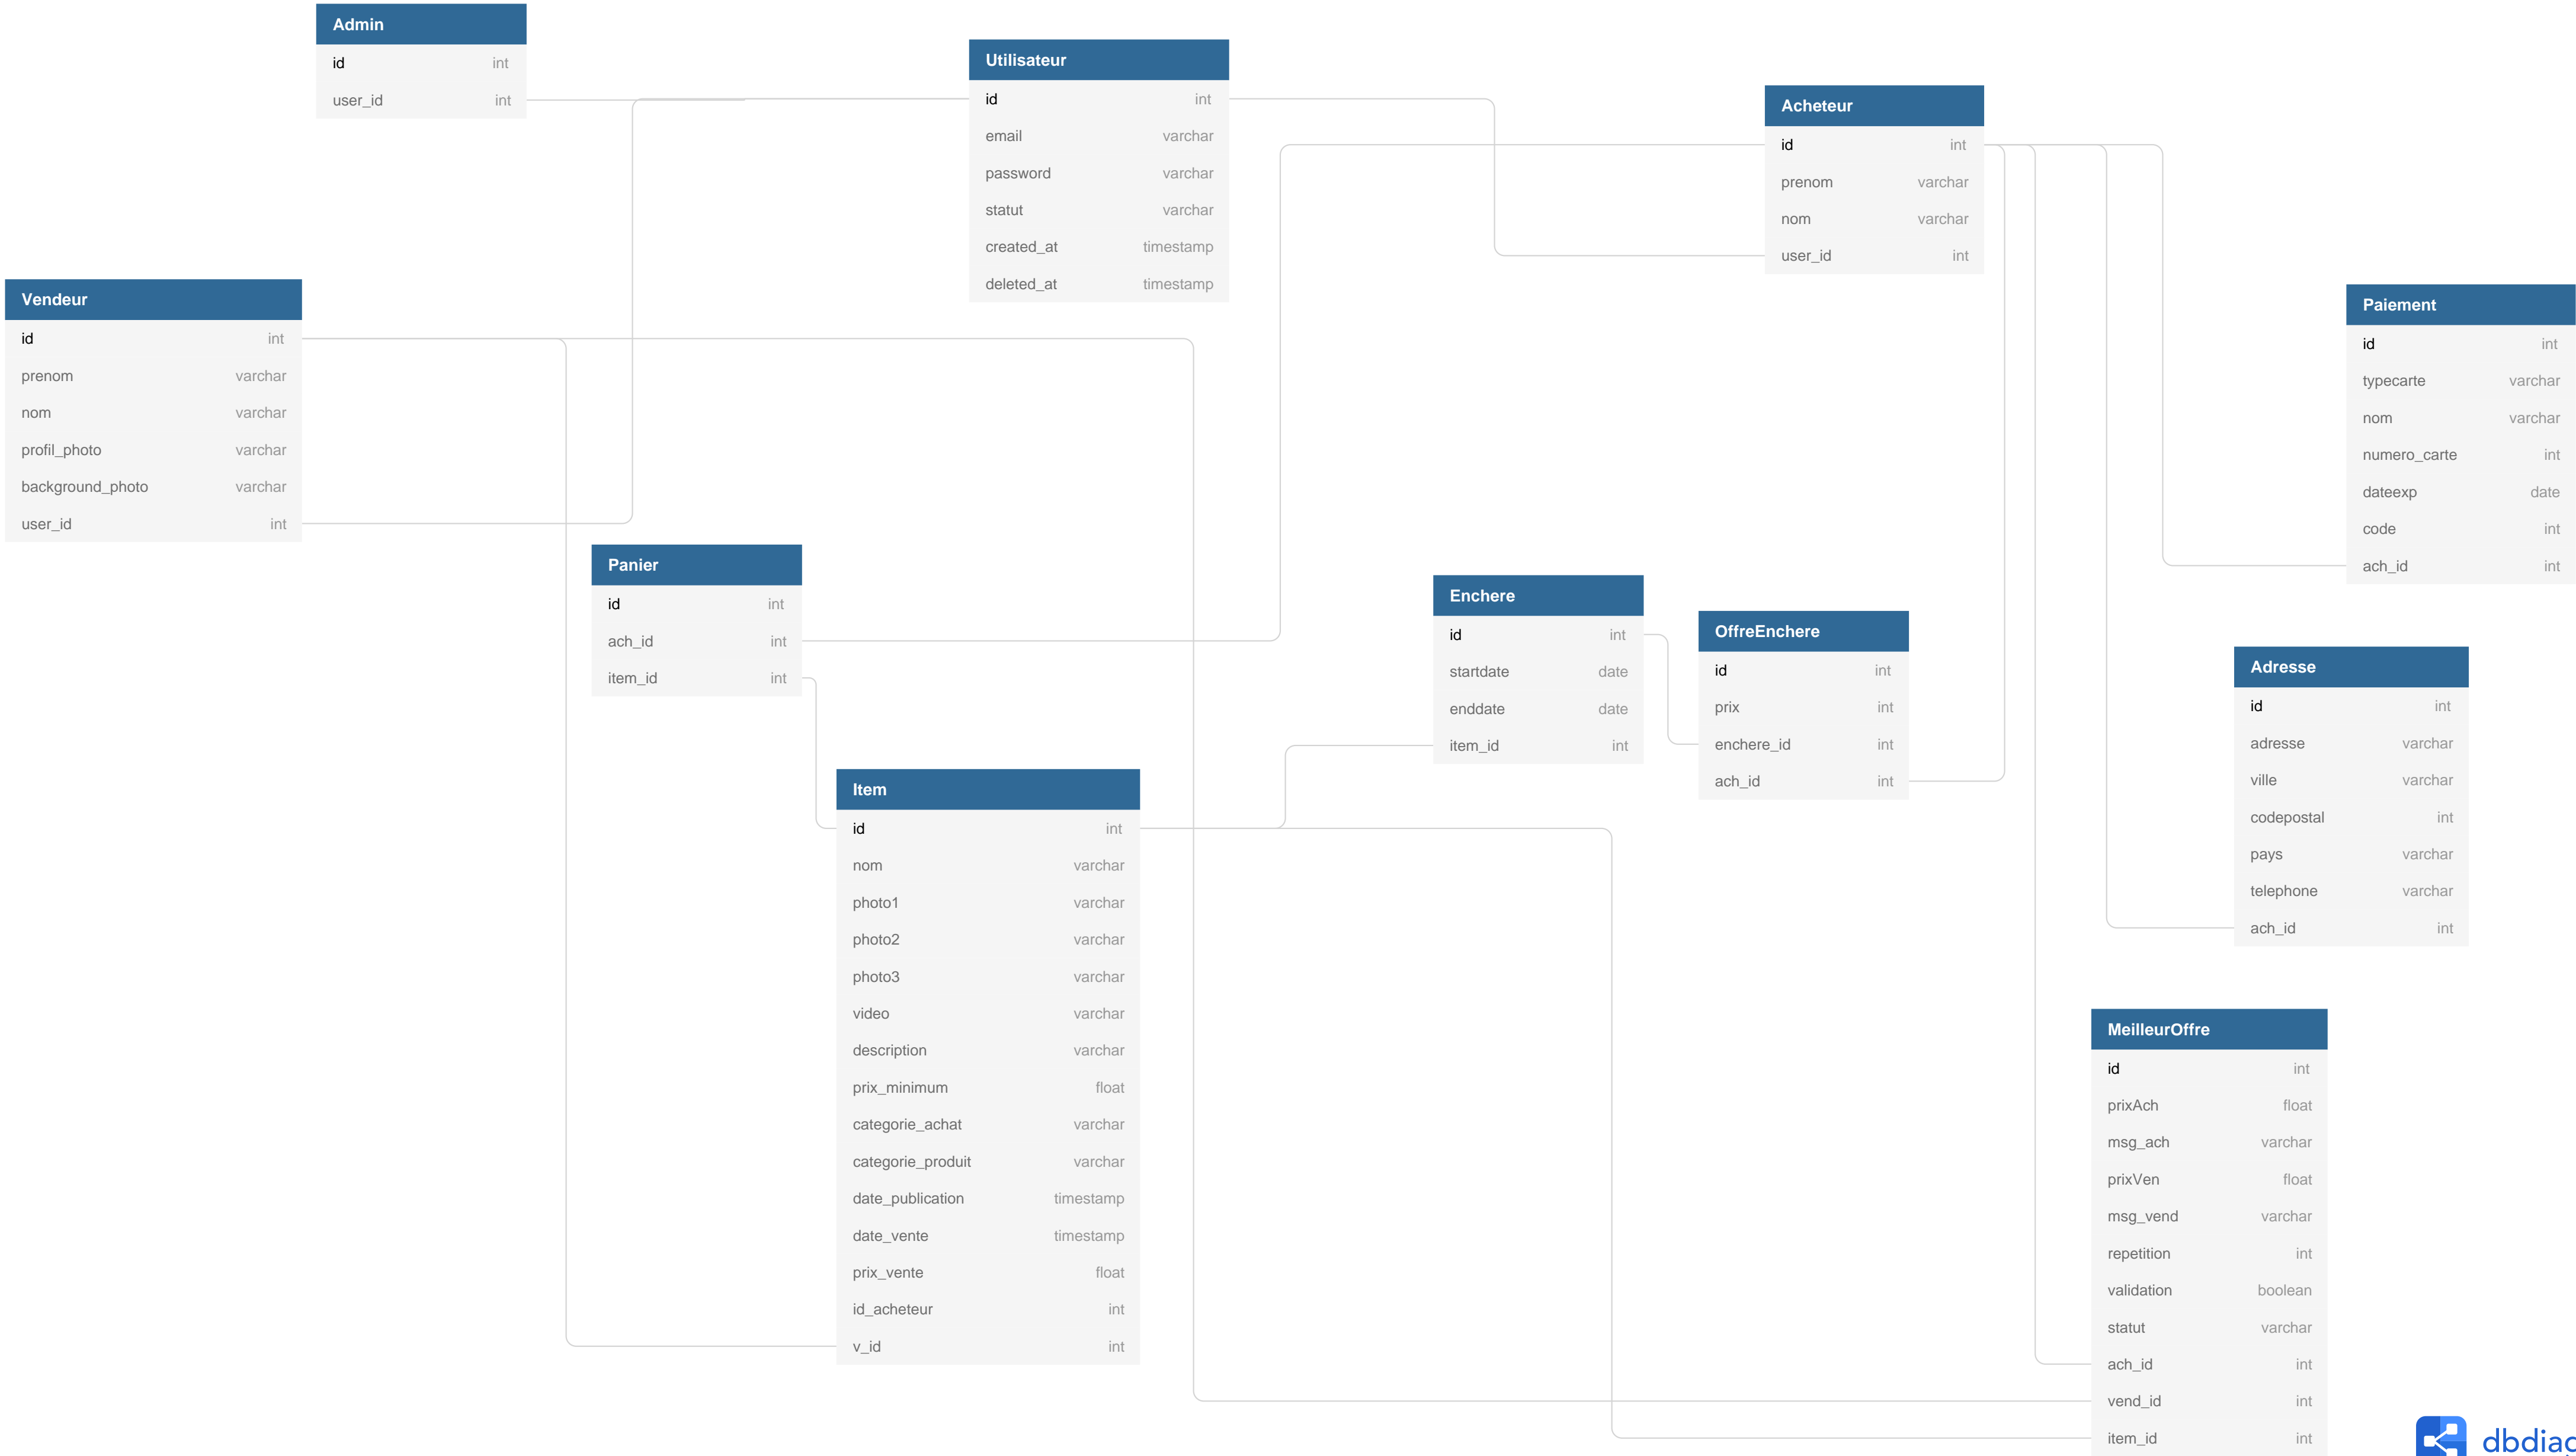 Admin
id int
user_id int
Utilisateur
id int
email varchar
password varchar
statut varchar
created_at timestamp
deleted_at timestamp
Acheteur
id int
prenom varchar
nom varchar
user_id int
Vendeur
id int
prenom varchar
nom varchar
profil_photo varchar
background_photo varchar
user_id int
Paiement
id int
typecarte varchar
nom varchar
numero_carte int
dateexp date
code int
ach_id int
Panier
id int
ach_id int
item_id int
Enchere
id int
startdate date
enddate date
item_id int
OffreEnchere
id int
prix int
enchere_id int
ach_id int
Adresse
id int
adresse varchar
ville varchar
codepostal int
pays varchar
telephone varchar
ach_id int
Item
id int
nom varchar
photo1 varchar
photo2 varchar
photo3 varchar
video varchar
description varchar
prix_minimum float
categorie_achat varchar
categorie_produit varchar
date_publication timestamp
date_vente timestamp
prix_vente float
id_acheteur int
v_id int
MeilleurOffre
id int
prixAch float
msg_ach varchar
prixVen float
msg_vend varchar
repetition int
validation boolean
statut varchar
ach_id int
vend_id int
item_id int